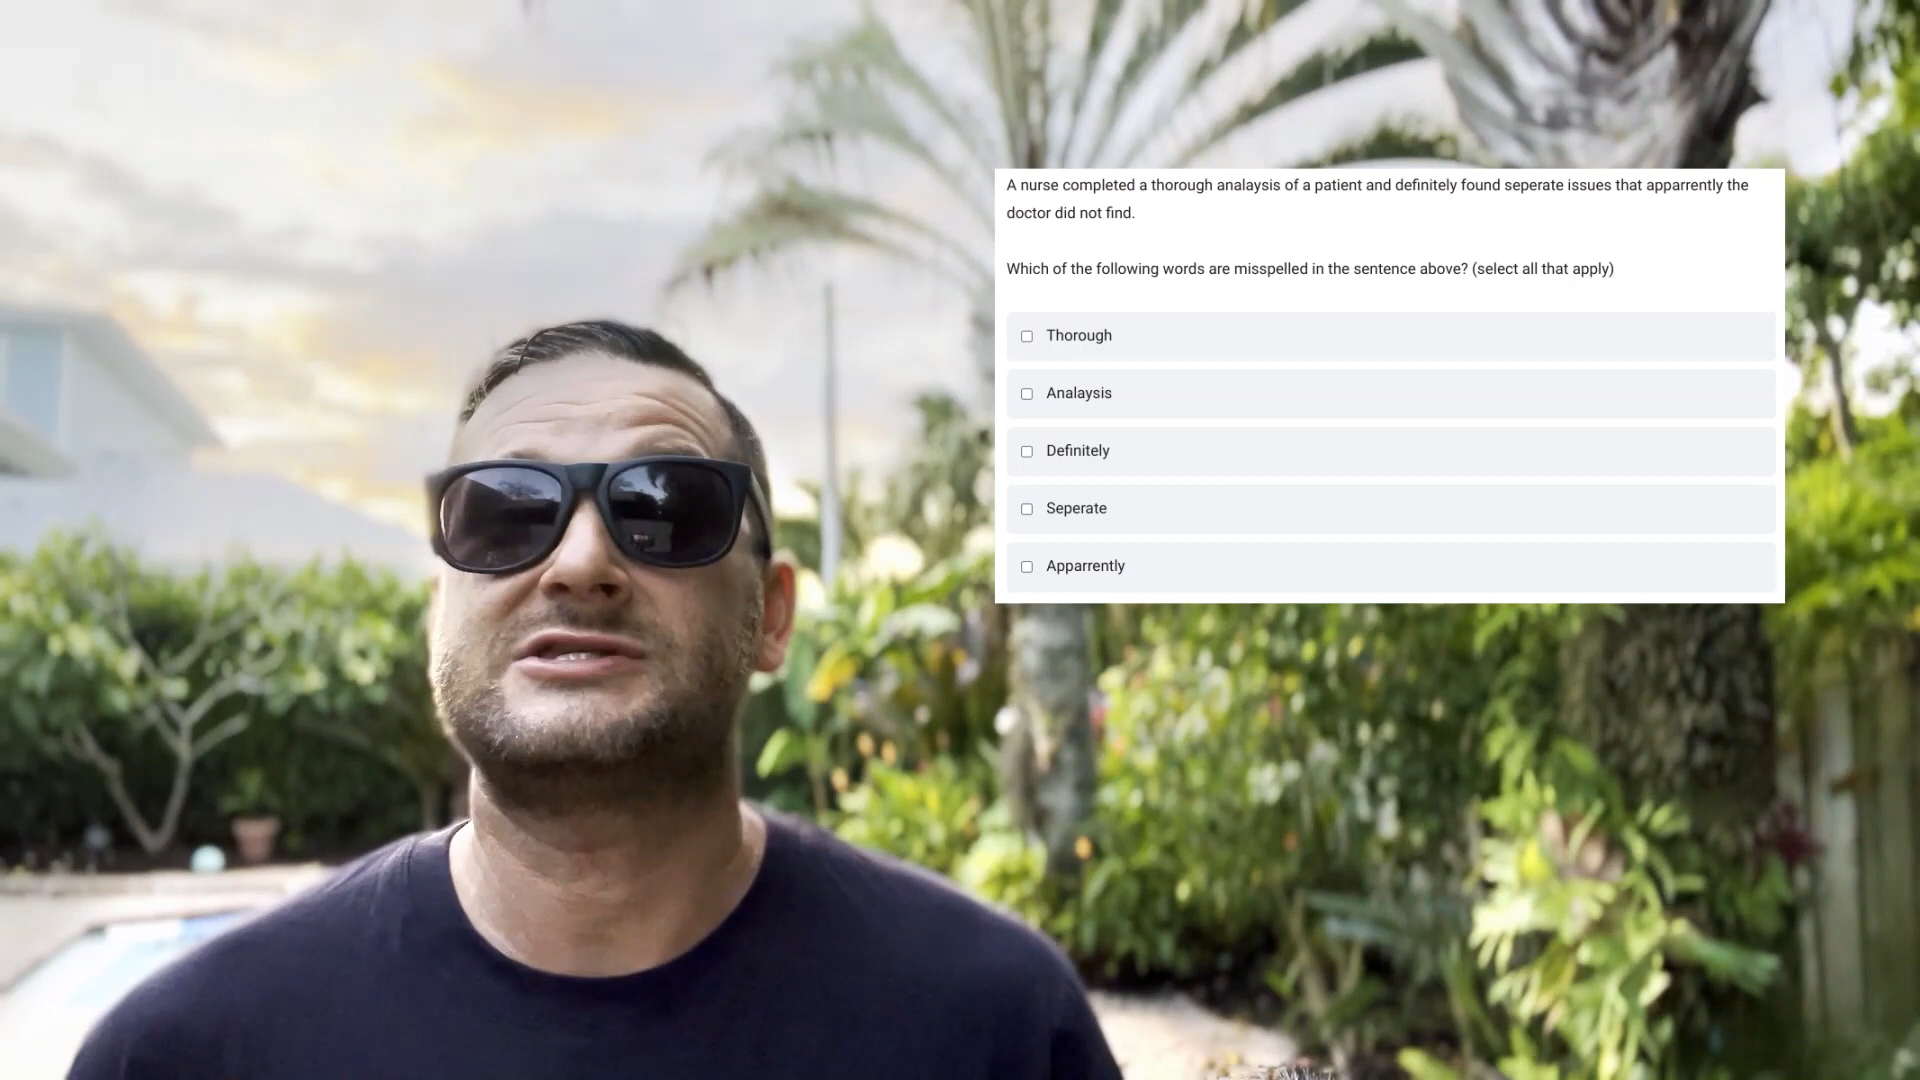 A nurse completed a thorough analaysis of a patient and definitely found seperate issues that apparrently the
doctor did not find.
Which of the following words are misspelled in the sentence above? (select all that apply)
Thorough
Analaysis
Definitely
Seperate
Apparrently